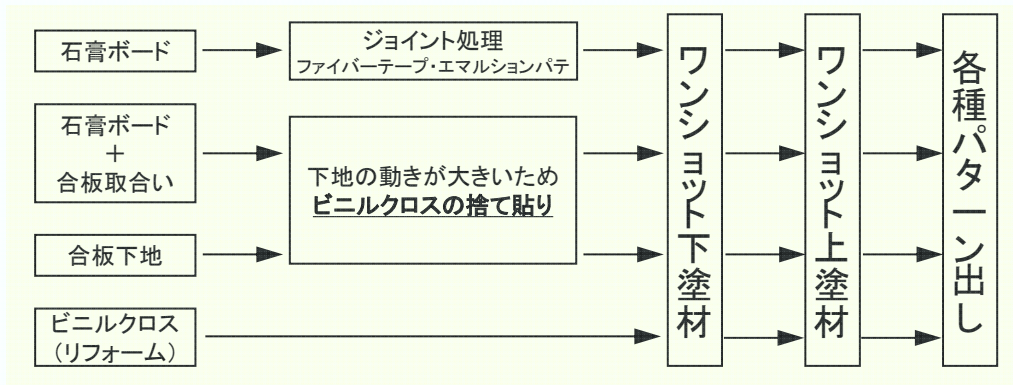 石膏ボード
ジョイント処理
ファイバーテープ・エマルションパテ
石膏ボード
＋
合板取合い
下地の動きが大きいため
ビニルクロスの捨て貼り
合板下地
ビニルクロス
（リフォーム）
ワンショット下塗材
ワンショット上塗材
各種パターン出し